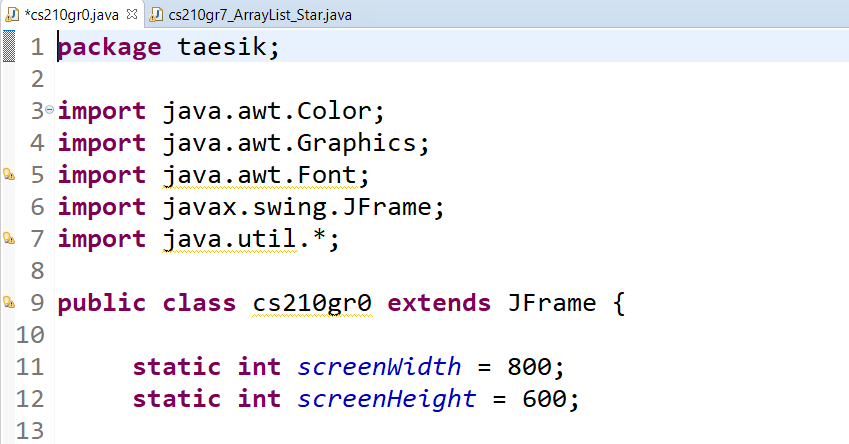 *cs210gr0.java cs210gr7_ArrayList_Star.java
1 package taesik;
2
3 import java.awt.Color;
4 import java.awt.Graphics;
5 import java.awt.Font;
6 import javax.swing.JFrame;
7 import java.util.*;
8
9 public class cs210gr0 extends JFrame {
10
11 static int screenWidth = 800;
12 static int screenHeight = 600;
13